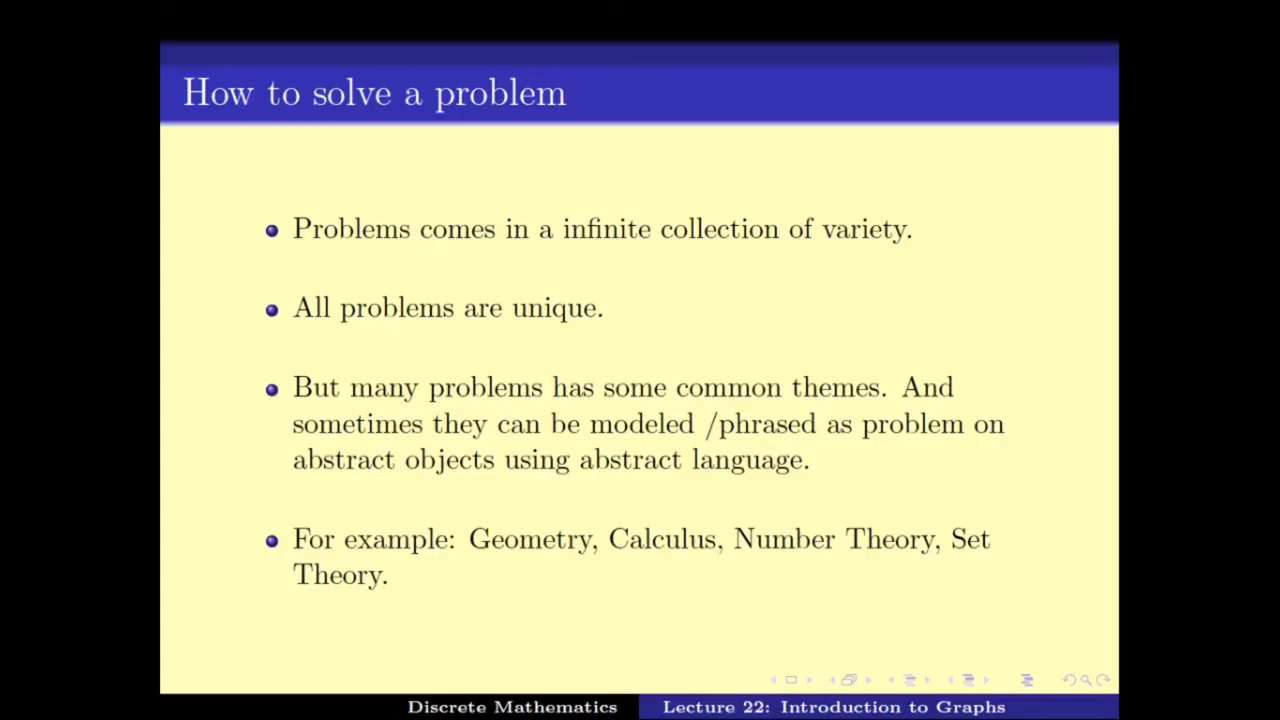 How to solve a problem
Problems comes in a infinite collection of variety.
All problems are unique.
But many problems has some common themes. And
sometimes they can be modeled /phrased as problem on
abstract objects using abstract language.
For example: Geometry, Calculus, Number Theory, Set
Theory.
Discrete Mathematics
Lecture 22: Introduction to Graphs